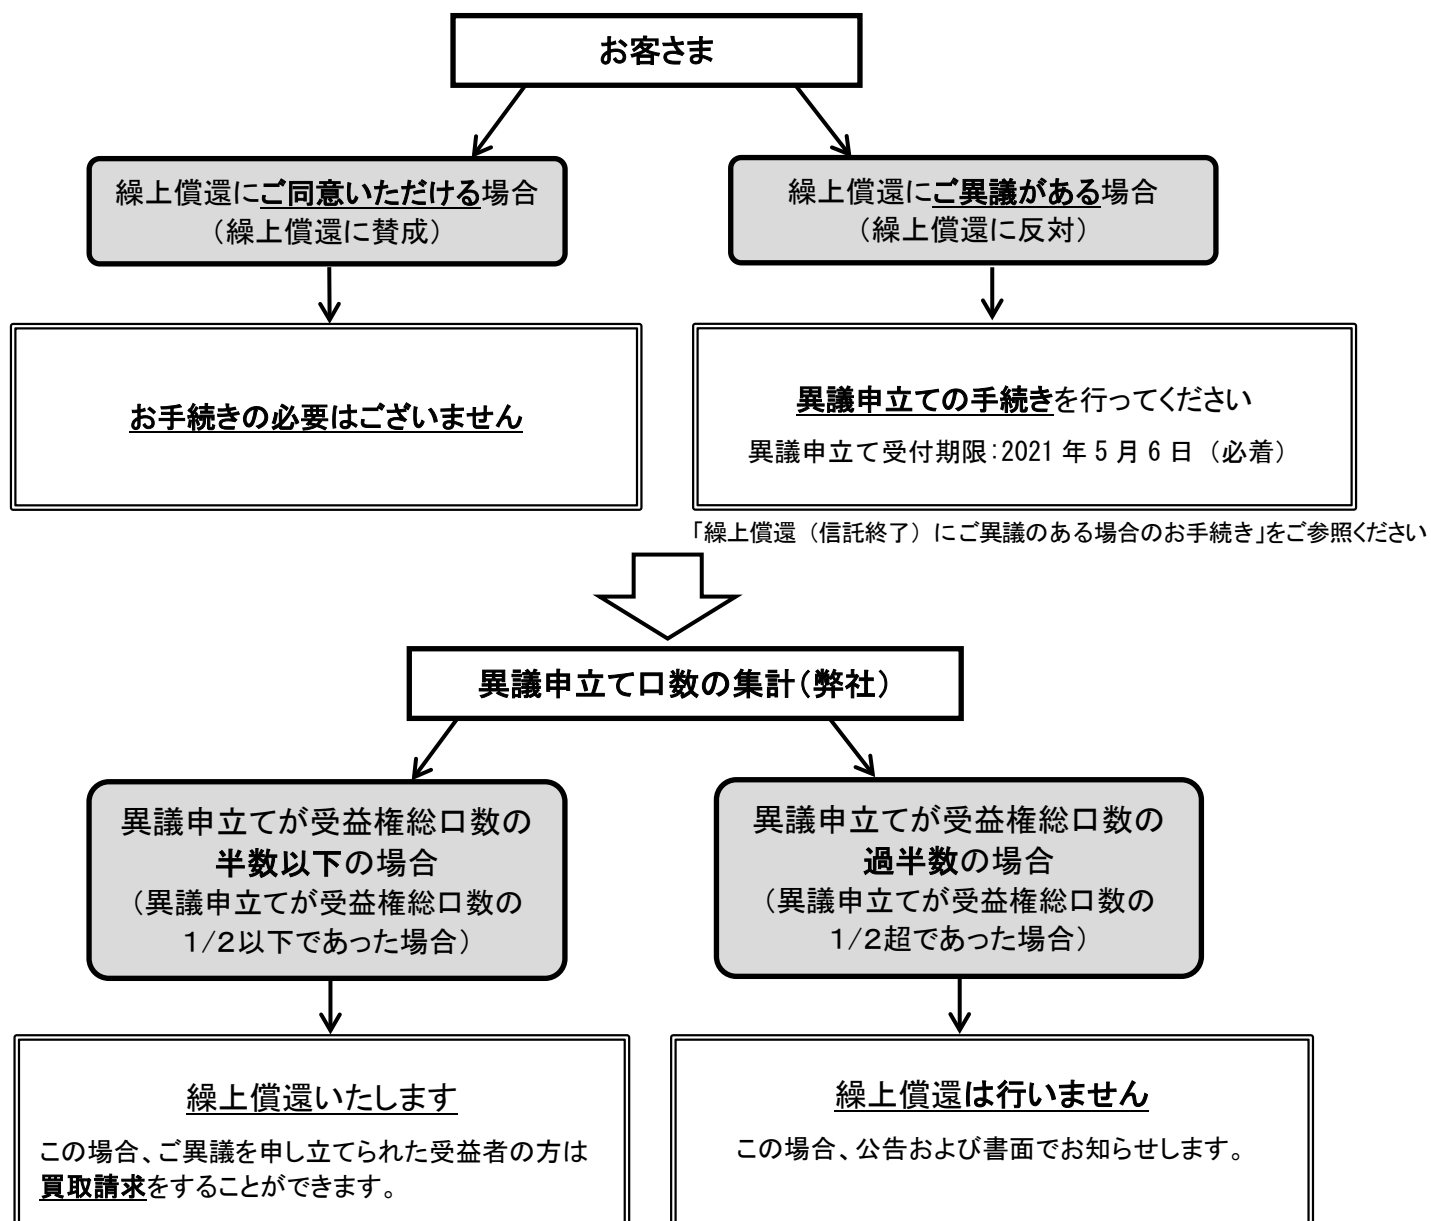 お客さま
繰上償還にご同意いただける場合
（繰上償還に賛成）
繰上償還にご異議がある場合
（繰上償還に反対）
お手続きの必要はございません
異議申立ての手続きを行ってください
異議申立て受付期限：2021 年 5 月 6 日 （必着）
「繰上償還（信託終了）にご異議のある場合のお手続き」をご参照ください
異議申立て口数の集計（弊社）
異議申立てが受益権総口数の
半数以下の場合
（異議申立てが受益権総口数の
１/２以下であった場合）
異議申立てが受益権総口数の
過半数の場合
（異議申立てが受益権総口数の
１/２超であった場合）
繰上償還いたします
この場合、ご異議を申し立てられた受益者の方は
買取請求をすることができます。
繰上償還は行いません
この場合、公告および書面でお知らせします。